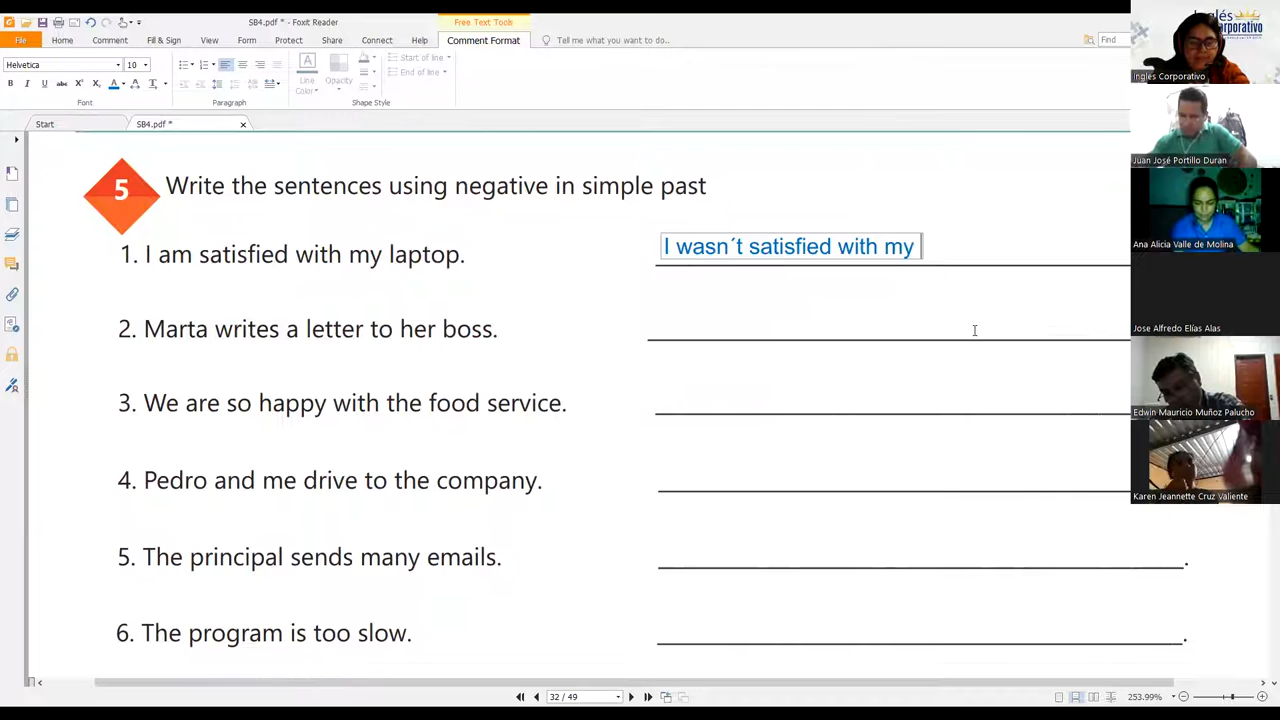 SB4.pdf * - Foxit Reader
Free Text Tools
File Home Comment Fill & Sign View Form Protect Share Connect Help Comment Format Tell me what you want to do.. Find
Helvetica 10
Line Color
Opacity
Start of line
End of line
Font Paragraph Shape Style
Start SB4.pdf *
5 Write the sentences using negative in simple past
1. I am satisfied with my laptop. I wasn´t satisfied with my
2. Marta writes a letter to her boss.
3. We are so happy with the food service.
4. Pedro and me drive to the company.
5. The principal sends many emails.
6. The program is too slow.
32 / 49
253.99%
Inglés Corporativo
Juan José Portillo Duran
Ana Alicia Valle de Molina
Jose Alfredo Elías Alas
Edwin Mauricio Muñoz Palucho
Karen Jeannette Cruz Valiente